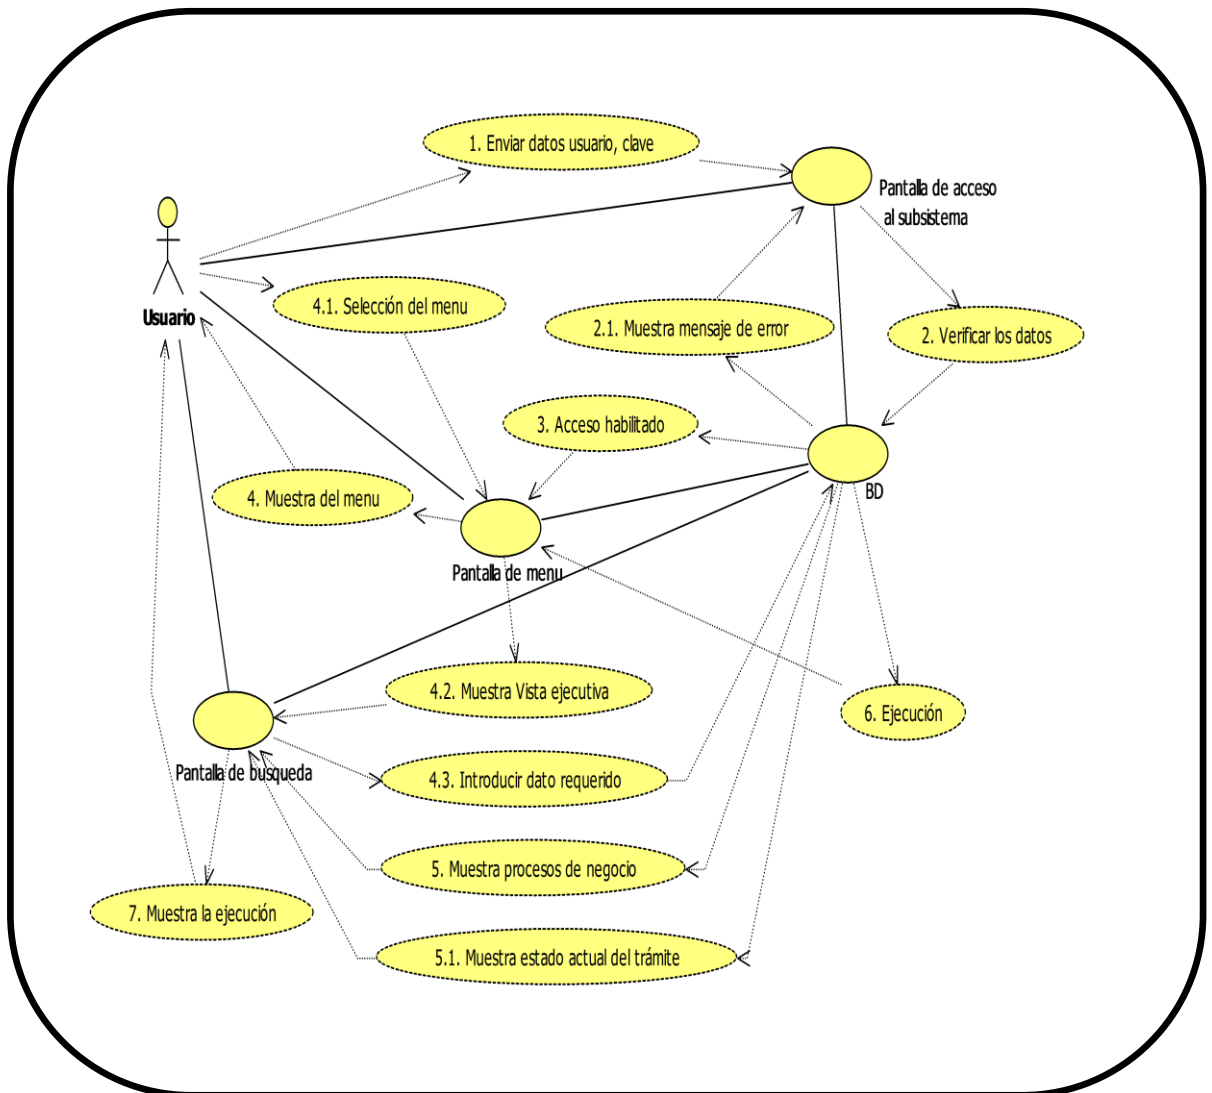 1. Enviar datos usuario, clave
Pantalla de acceso
al subsistema
4.1. Selección del menu
Usuario
2.1. Muestra mensaje de error
2. Verificar los datos
3. Acceso habilitado
4. Muestra del menu
BD
Pantalla de menu
4.2. Muestra Vista ejecutiva
6. Ejecución
Pantalla de busqueda
4.3. Introducir dato requerido
5. Muestra procesos de negocio
7. Muestra la ejecución
5.1. Muestra estado actual del trámite